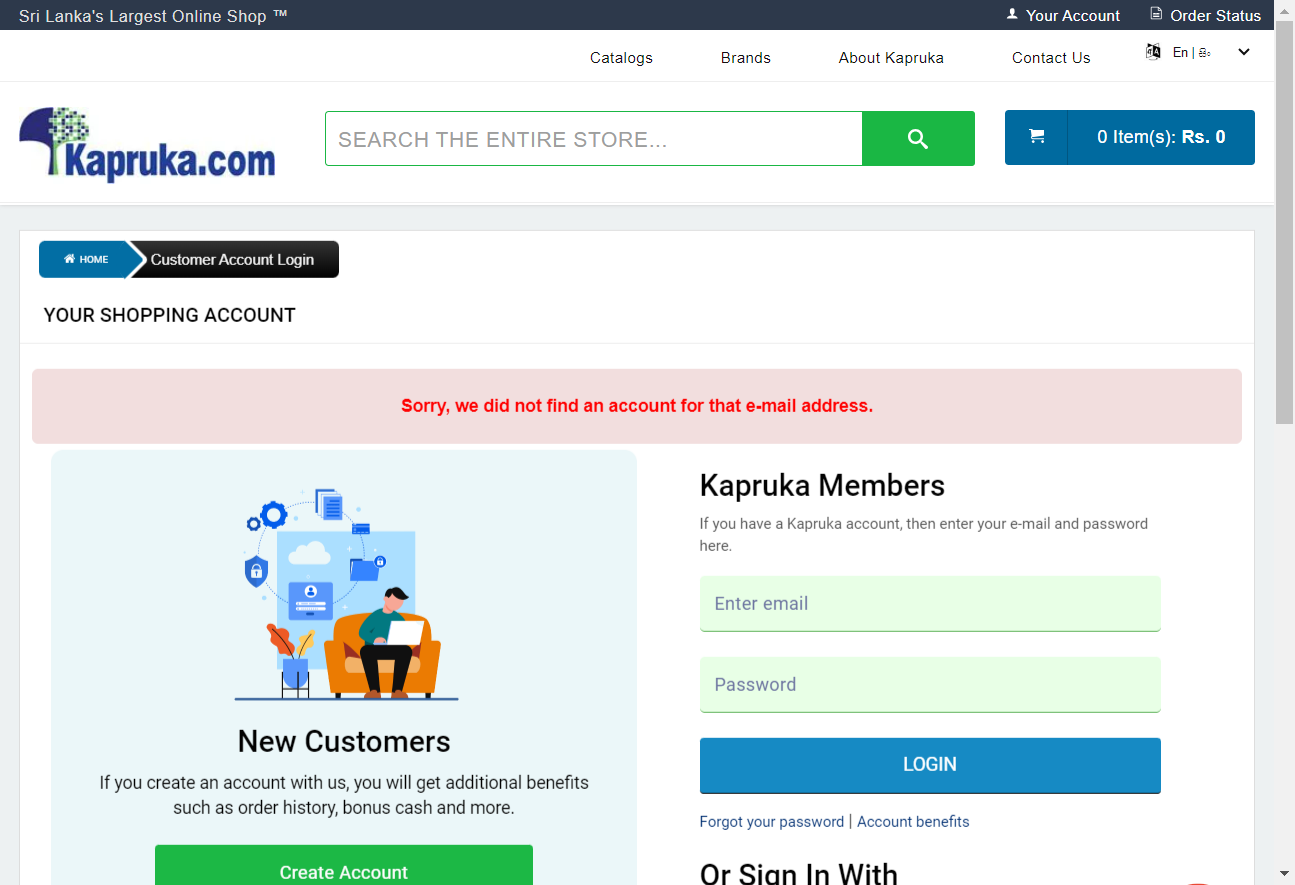 Sri Lanka's Largest Online Shop ™
Your Account
Order Status
Catalogs
Brands
About Kapruka
Contact Us
En | සිං
Kapruka.com
SEARCH THE ENTIRE STORE...
0 Item(s): Rs. 0
HOME
Customer Account Login
YOUR SHOPPING ACCOUNT
Sorry, we did not find an account for that e-mail address.
New Customers
If you create an account with us, you will get additional benefits
such as order history, bonus cash and more.
Create Account
Kapruka Members
If you have a Kapruka account, then enter your e-mail and password
here.
Enter email
Password
LOGIN
Forgot your password | Account benefits
Or Sign In With